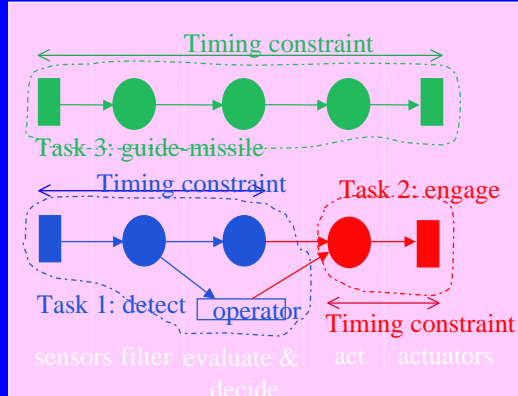 Timing constraint
Task 3: guide-missile
Timing constraint
Task 2: engage
Task 1: detect
operator
Timing constraint
sensors filter evaluate & act actuators
decide